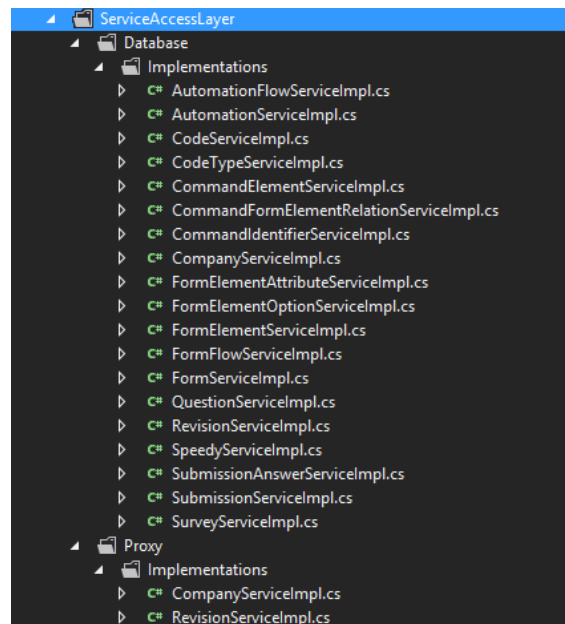 ServiceAccessLayer
Database
Implementations
C# AutomationFlowServiceImpl.cs
C# AutomationServiceImpl.cs
C# CodeServiceImpl.cs
C# CodeTypeServiceImpl.cs
C# CommandElementServiceImpl.cs
C# CommandFormElementRelationServiceImpl.cs
C# CommandIdentifierServiceImpl.cs
C# CompanyServiceImpl.cs
C# FormElementAttributeServiceImpl.cs
C# FormElementOptionServiceImpl.cs
C# FormElementServiceImpl.cs
C# FormFlowServiceImpl.cs
C# FormServiceImpl.cs
C# QuestionServiceImpl.cs
C# RevisionServiceImpl.cs
C# SpeedyServiceImpl.cs
C# SubmissionAnswerServiceImpl.cs
C# SubmissionServiceImpl.cs
C# SurveyServiceImpl.cs
Proxy
Implementations
C# CompanyServiceImpl.cs
C# RevisionServiceImpl.cs